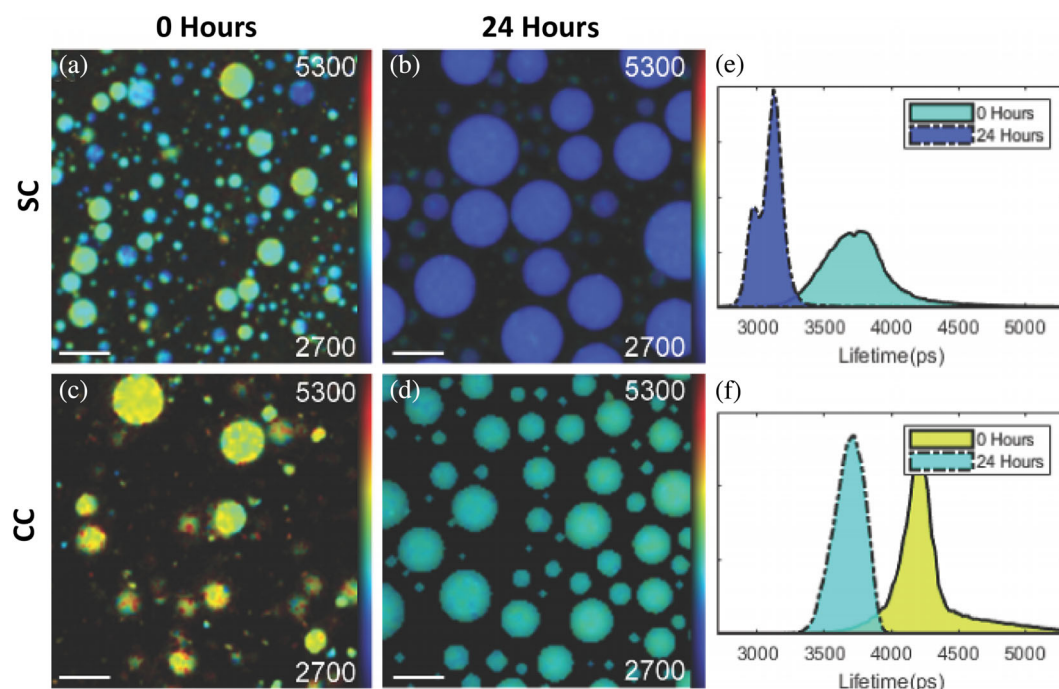 0 Hours 24 Hours
SC
(a) 5300
2700
(b) 5300
2700
(e)
0 Hours
24 Hours
3000 3500 4000 4500 5000
Lifetime(ps)
CC
(c) 5300
2700
(d) 5300
2700
(f)
0 Hours
24 Hours
3000 3500 4000 4500 5000
Lifetime(ps)